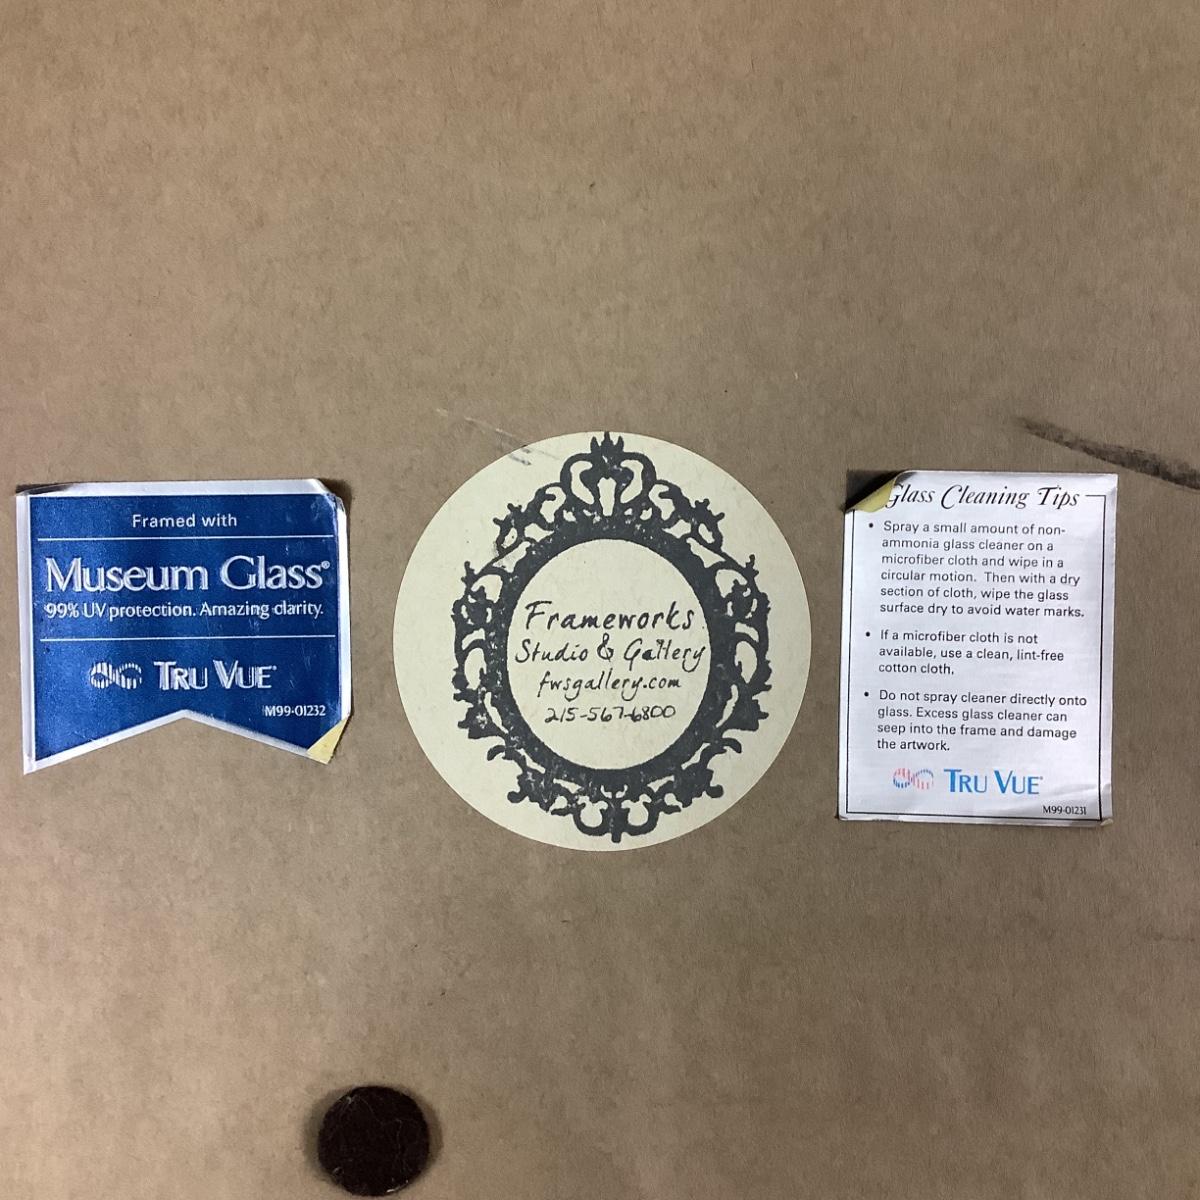 Framed with
Museum Glass®
99% UV protection. Amazing clarity.
TRU VUE®
M99-01232
Frameworks
Studio & Gallery
fwsgallery.com
215-567-6800
Glass Cleaning Tips
• Spray a small amount of non-
ammonia glass cleaner on a
microfiber cloth and wipe in a
circular motion. Then with a dry
section of cloth, wipe the glass
surface dry to avoid water marks.
• If a microfiber cloth is not
available, use a clean, lint-free
cotton cloth.
• Do not spray cleaner directly onto
glass. Excess glass cleaner can
seep into the frame and damage
the artwork.
TRU VUE®
M99-01231